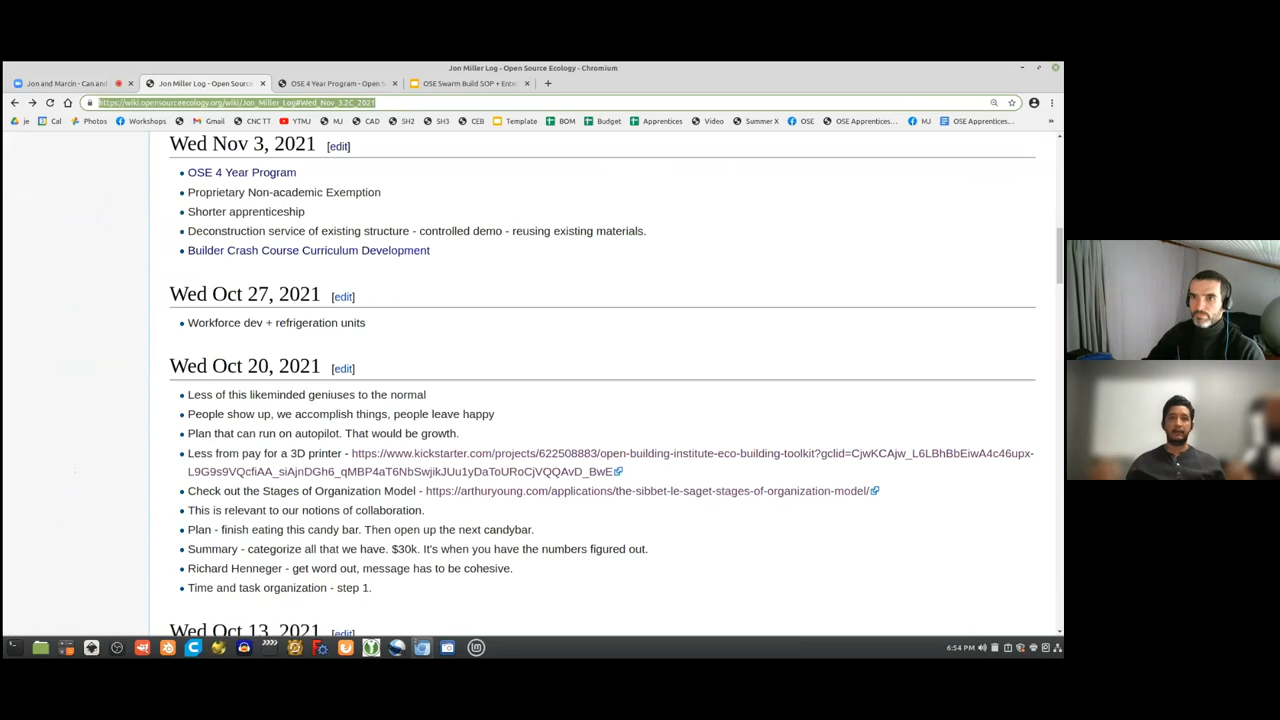 Jon Miller Log - Open Source Ecology - Chromium
Jon and Marcin - Can and
Jon Miller Log - Open Source
OSE 4 Year Program - Open S
OSE Swarm Build SOP + Ente
https://wiki.opensourceecology.org/wiki/Jon_Miller_Log#Wed_Nov_3.2C_2021
je Cal Photos Workshops Gmail CNC TT YTMJ MJ CAD SH2 SH3 CEB Template BOM Budget Apprentices Video Summer X OSE OSE Apprentices... MJ OSE Apprentices...
Wed Nov 3, 2021 [edit]
OSE 4 Year Program
Proprietary Non-academic Exemption
Shorter apprenticeship
Deconstruction service of existing structure - controlled demo - reusing existing materials.
Builder Crash Course Curriculum Development
Wed Oct 27, 2021 [edit]
Workforce dev + refrigeration units
Wed Oct 20, 2021 [edit]
Less of this likeminded geniuses to the normal
People show up, we accomplish things, people leave happy
Plan that can run on autopilot. That would be growth.
Less from pay for a 3D printer - https://www.kickstarter.com/projects/622508883/open-building-institute-eco-building-toolkit?gclid=CjwKCAjw_L6LBhBbEiwA4c46upx-
L9G9s9VQcfiAA_siAjnDGh6_qMBP4aT6NbSwjikJUu1yDaToURoCjVQQAvD_BwE
Check out the Stages of Organization Model - https://arthuryoung.com/applications/the-sibbet-le-saget-stages-of-organization-model/
This is relevant to our notions of collaboration.
Plan - finish eating this candy bar. Then open up the next candybar.
Summary - categorize all that we have. $30k. It's when you have the numbers figured out.
Richard Henneger - get word out, message has to be cohesive.
Time and task organization - step 1.
Wed Oct 13, 2021 [edit]
6:54 PM